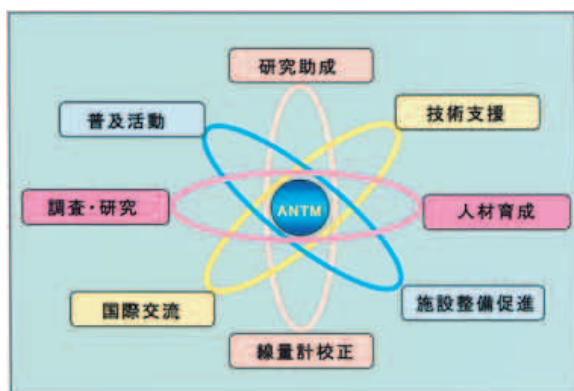 研究助成
普及活動
技術支援
調査・研究
ANTM
人材育成
国際交流
施設整備促進
線量計校正